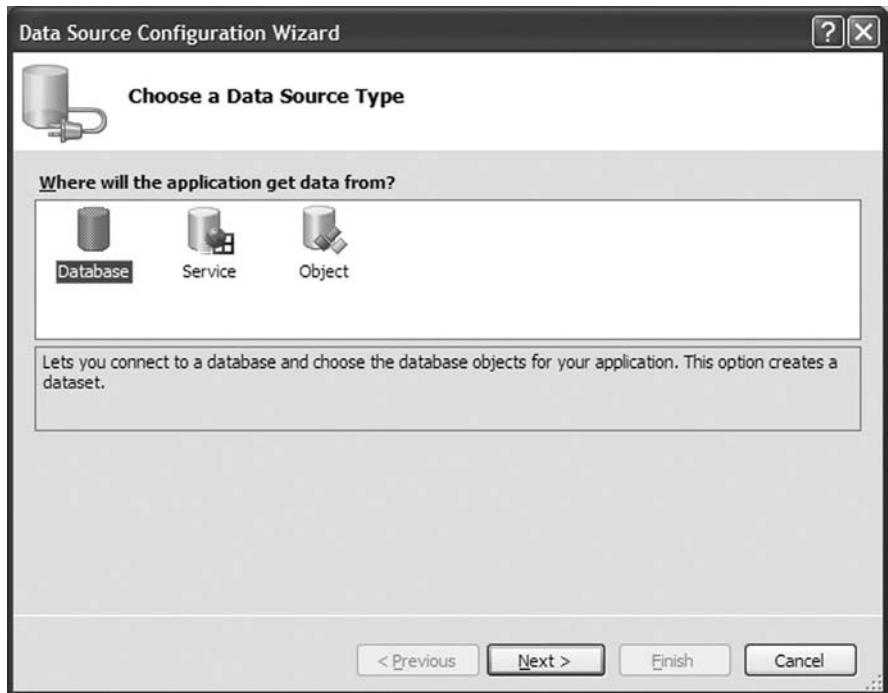 Data Source Configuration Wizard
Choose a Data Source Type
Where will the application get data from?
Database
Service
Object
Lets you connect to a database and choose the database objects for your application. This option creates a
dataset.
< Previous
Next >
Finish
Cancel